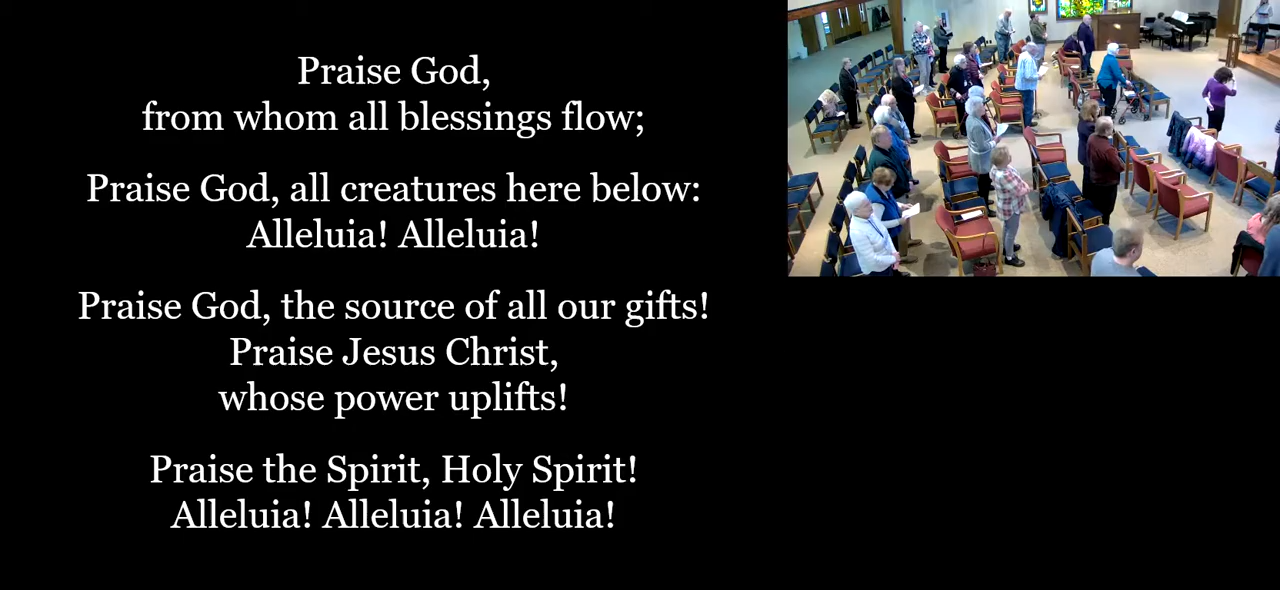 Praise God,
from whom all blessings flow;
Praise God, all creatures here below:
Alleluia! Alleluia!
Praise God, the source of all our gifts!
Praise Jesus Christ,
whose power uplifts!
Praise the Spirit, Holy Spirit!
Alleluia! Alleluia! Alleluia!